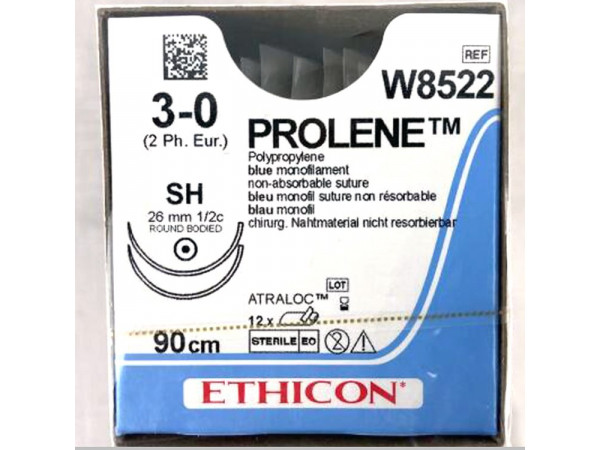 REF
W8522
3-0
(2 Ph. Eur.)
PROLENE™
Polypropylene
blue monofilament
non-absorbable suture
bleu monofil suture non résorbable
blau monofil
chirurg. Nahtmaterial nicht resorbierbar
SH
26 mm 1/2c
ROUND BODIED
LOT
ATRALOC™
12 x
90cm
STERILE EO
2
ETHICON*